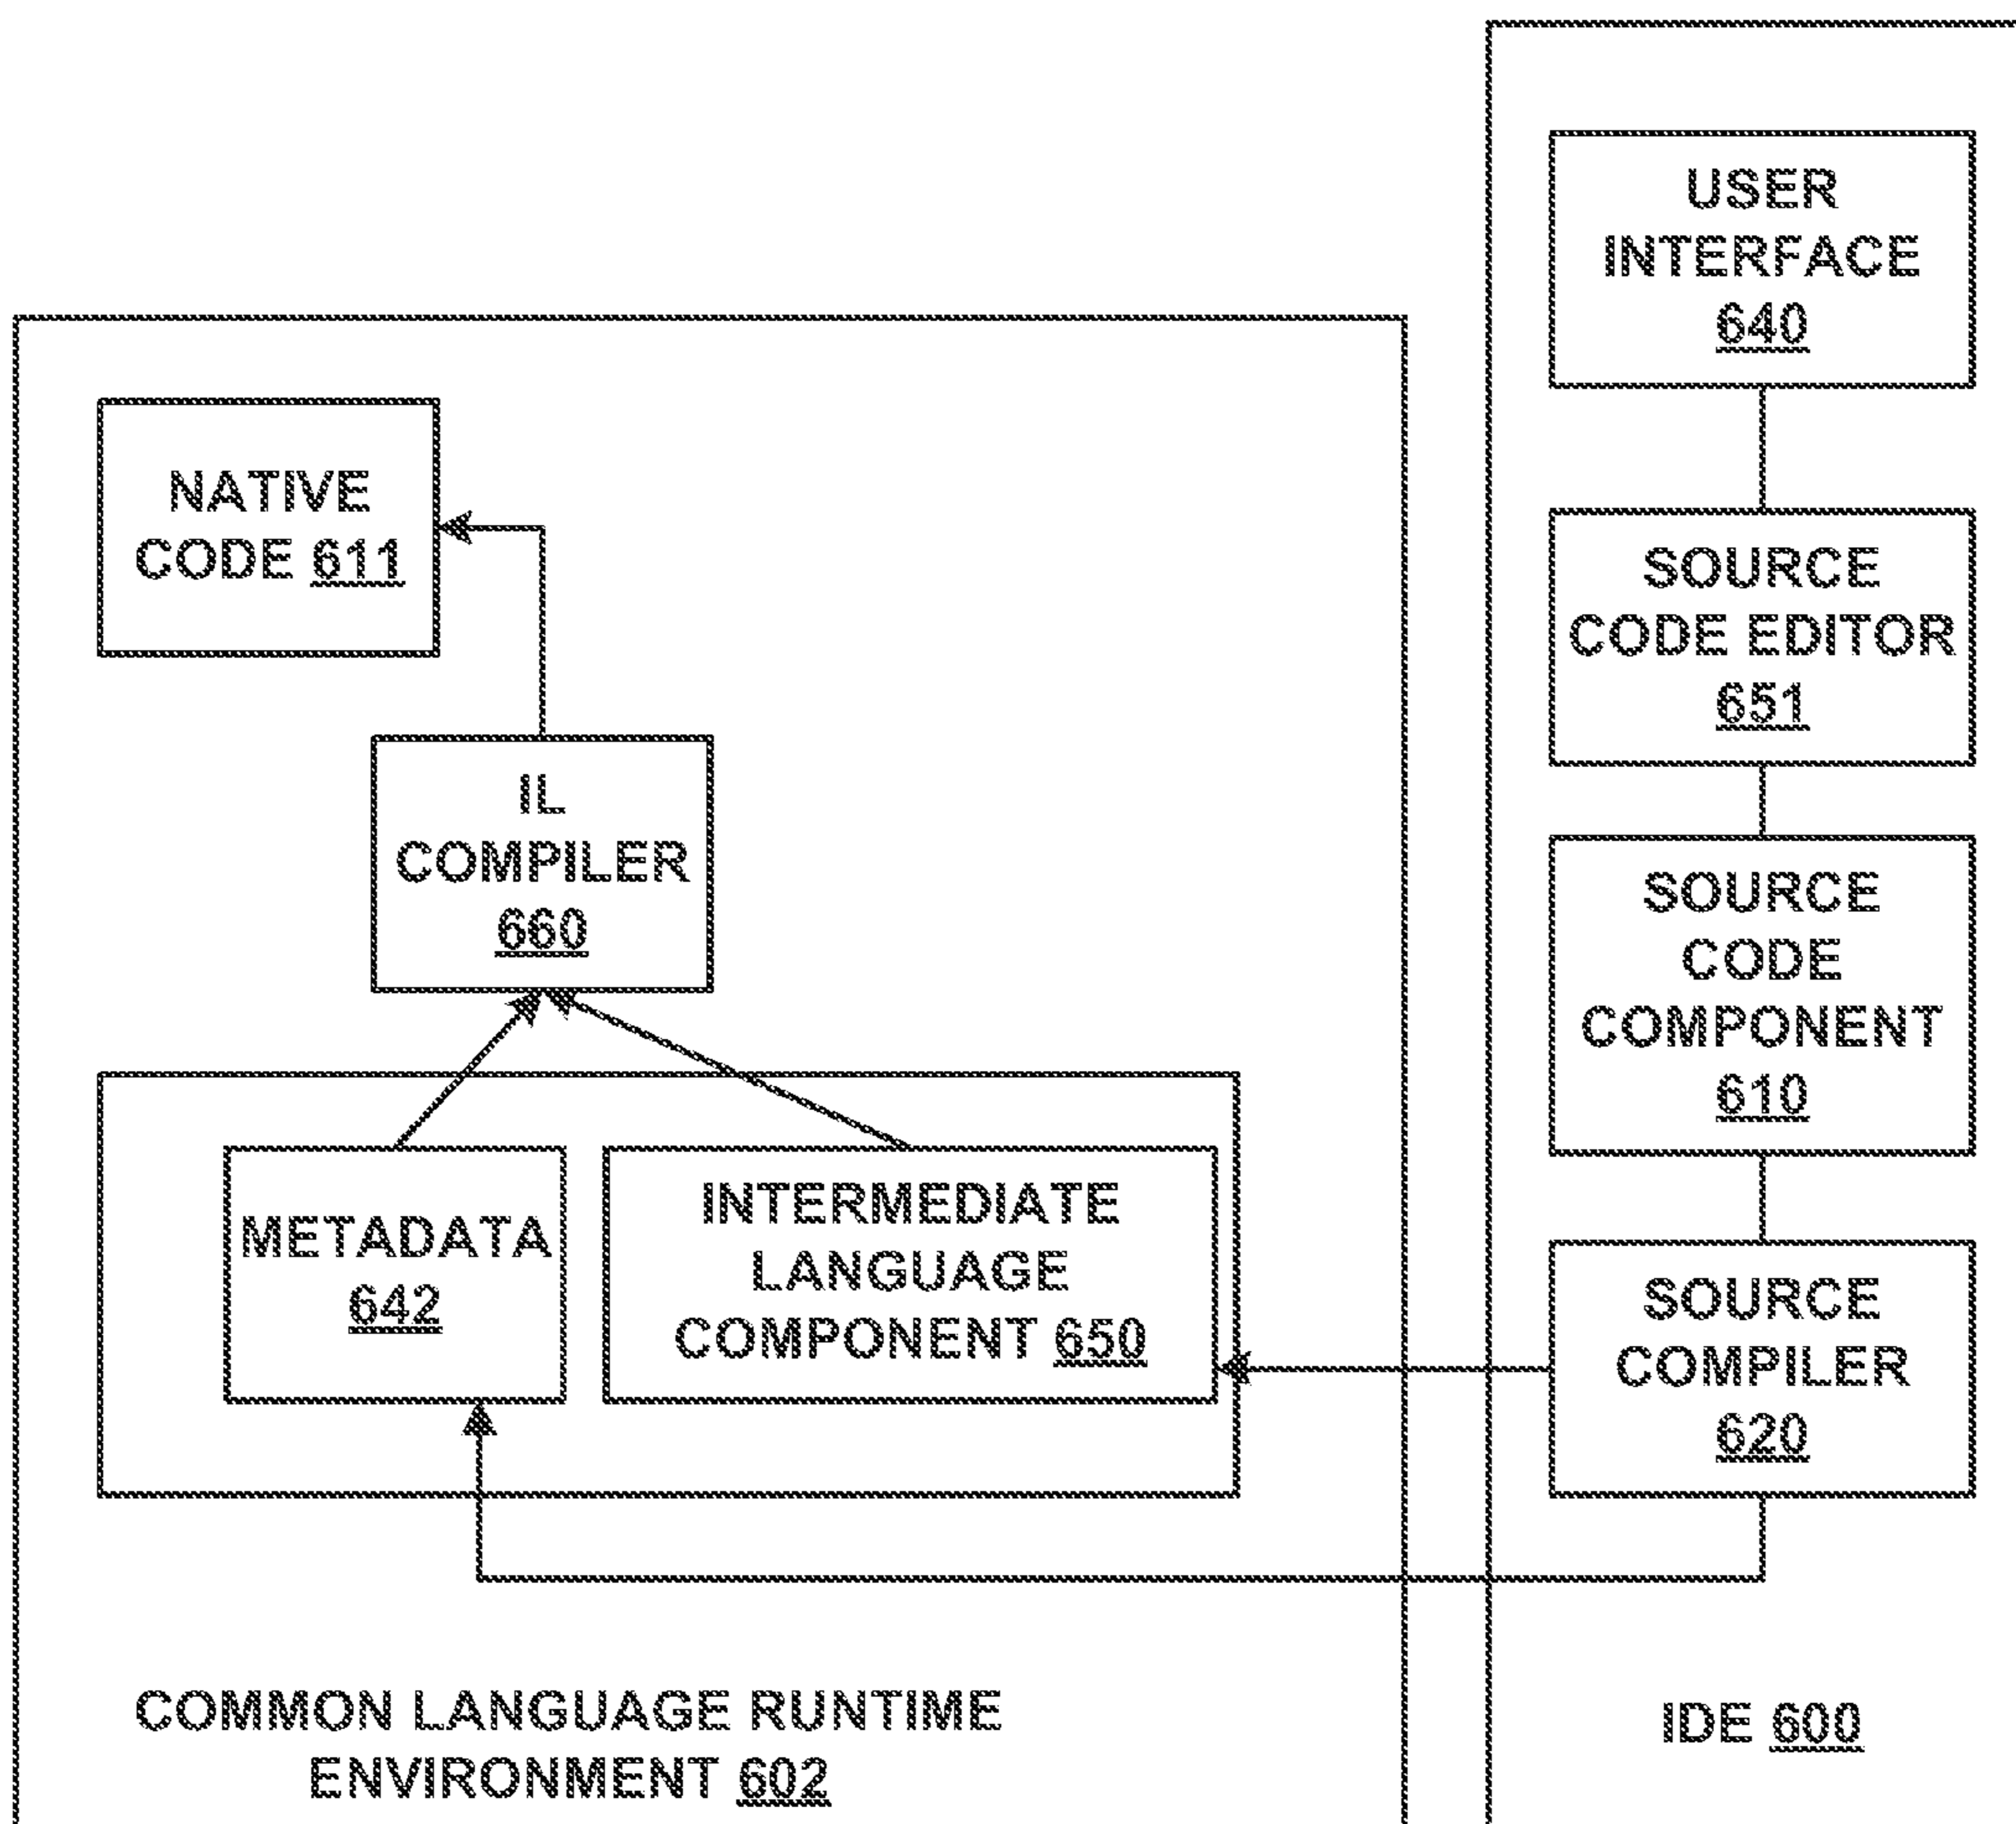 USER
INTERFACE
640
NATIVE
CODE 611
SOURCE
CODE EDITOR
651
IL
COMPILER
660
SOURCE
CODE
COMPONENT
610
METADATA
642
INTERMEDIATE
LANGUAGE
COMPONENT 650
SOURCE
COMPILER
620
COMMON LANGUAGE RUNTIME
ENVIRONMENT 602
IDE 600